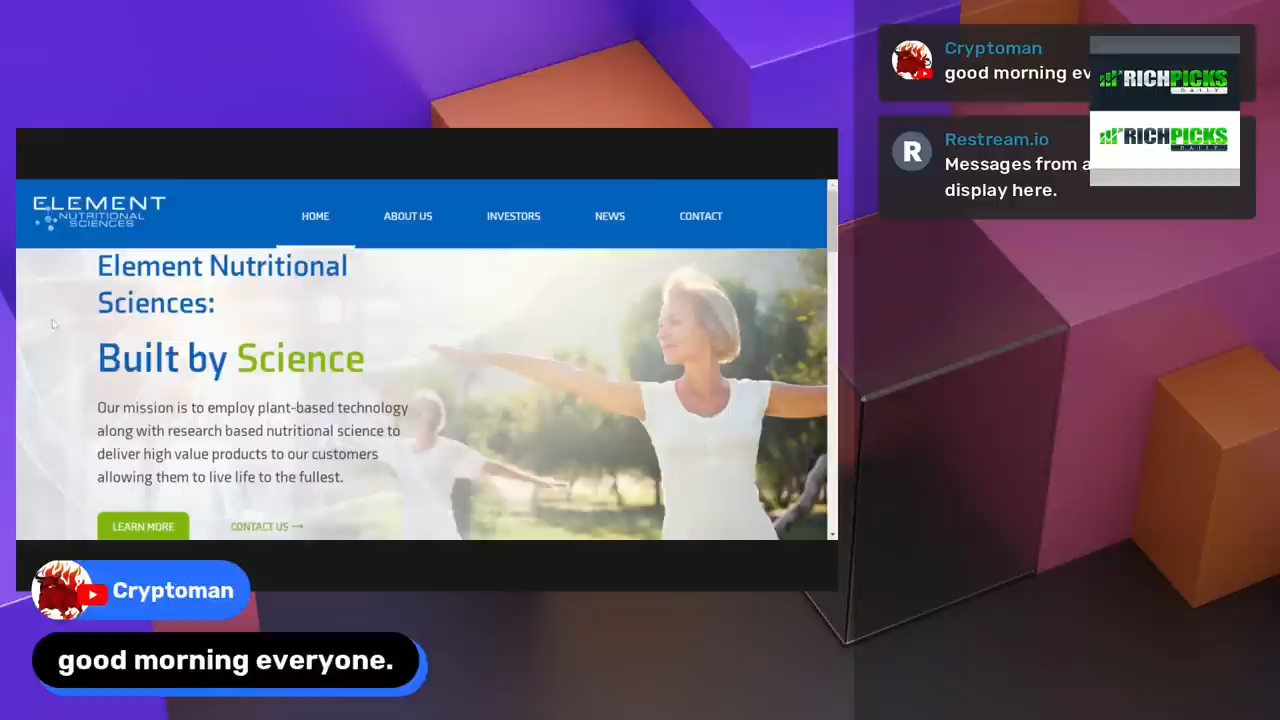 ELEMENT
NUTRITIONAL
SCIENCES
HOME
ABOUT US
INVESTORS
NEWS
CONTACT
Element Nutritional
Sciences:
Built by Science
Our mission is to employ plant-based technology
along with research based nutritional science to
deliver high value products to our customers
allowing them to live life to the fullest.
LEARN MORE
CONTACT US →
Cryptoman
good morning everyone.
Cryptoman
good morning ev
R
Restream.io
Messages from a
display here.
RICHPICKS
DAILY
RICHPICKS
DAILY